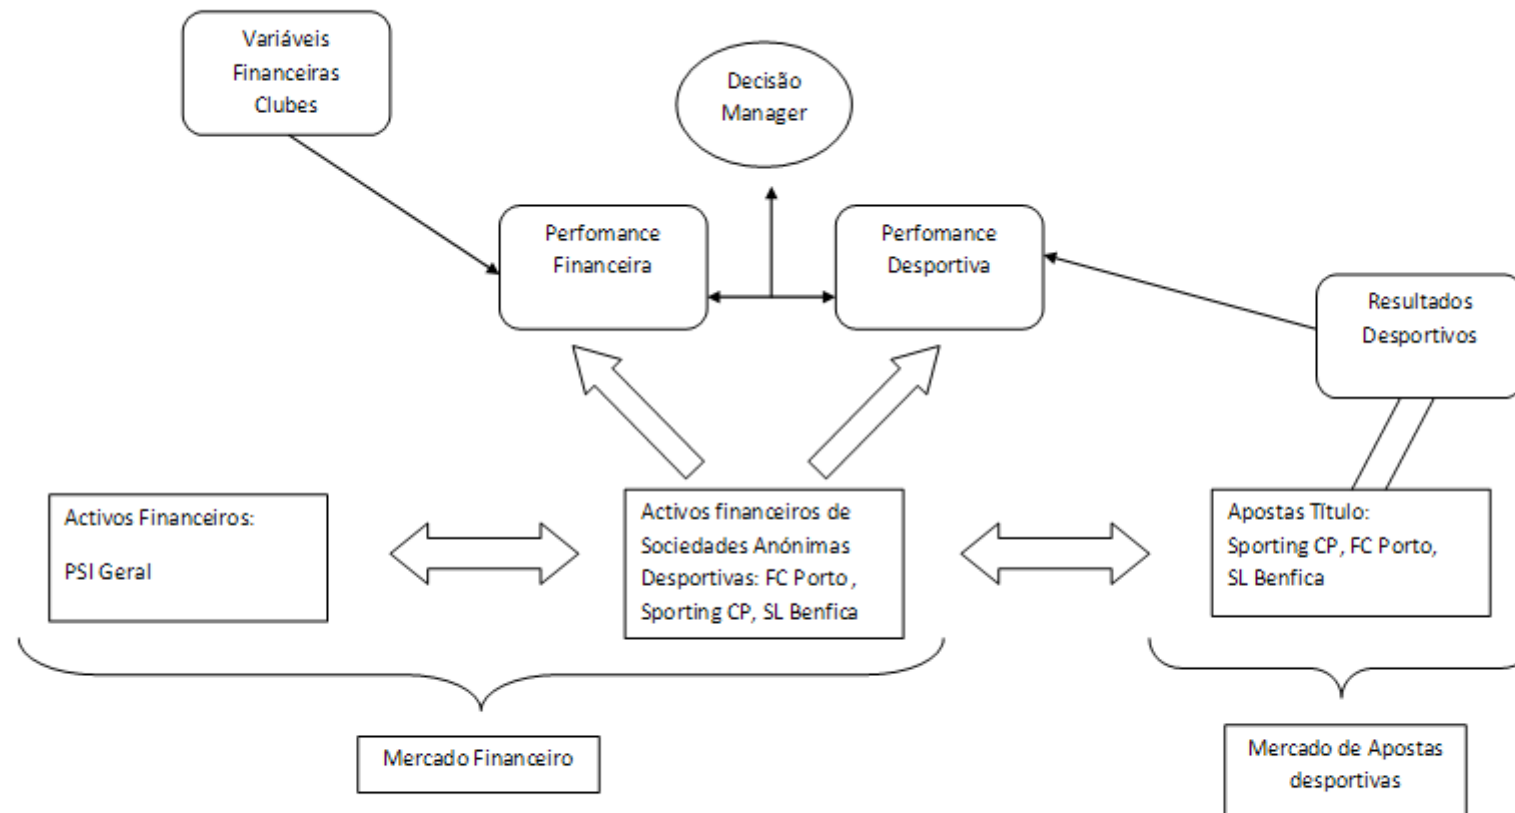 Variáveis
Financeiras
Clubes
Decisão
Manager
Perfomance
Financeira
Perfomance
Desportiva
Resultados
Desportivos
Activos Financeiros:
PSI Geral
Activos financeiros de
Sociedades Anónimas
Desportivas: FC Porto ,
Sporting CP, SL Benfica
Apostas Título:
Sporting CP, FC Porto,
SL Benfica
Mercado Financeiro
Mercado de Apostas
desportivas